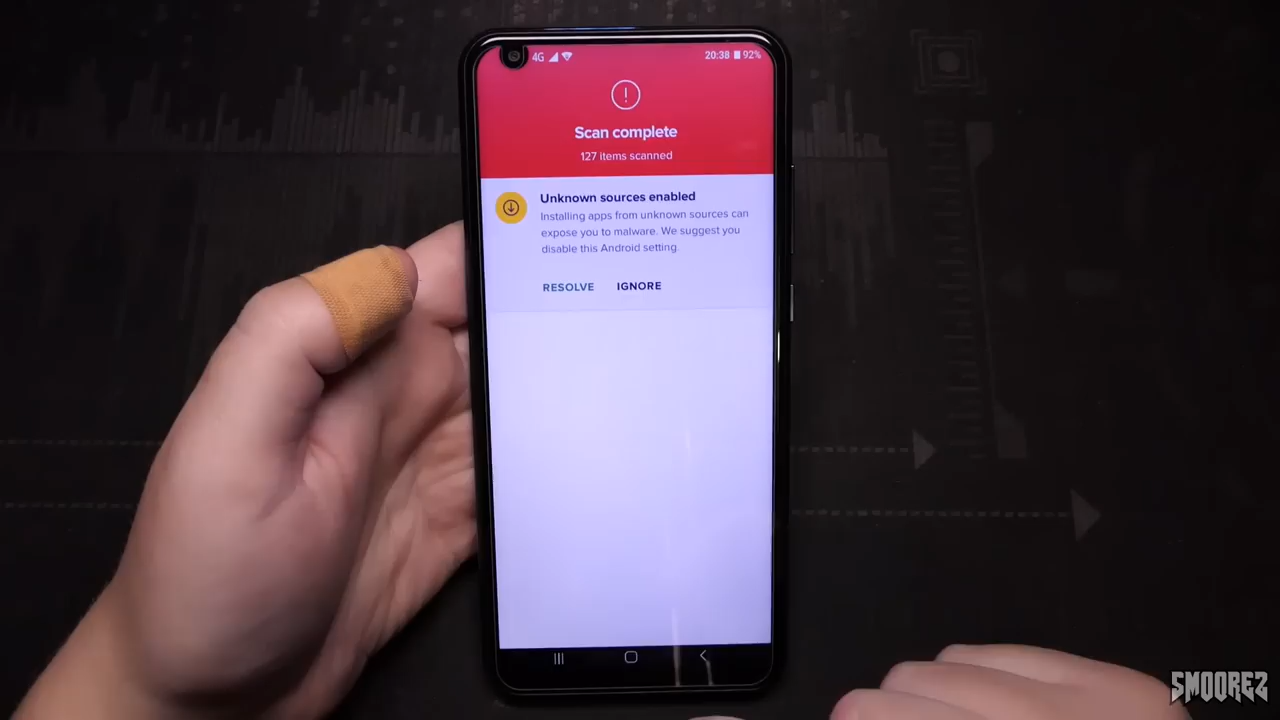 4G 20:38 92%
Scan complete
127 items scanned
Unknown sources enabled
Installing apps from unknown sources can
expose you to malware. We suggest you
disable this Android setting.
RESOLVE IGNORE
SMOOREZ